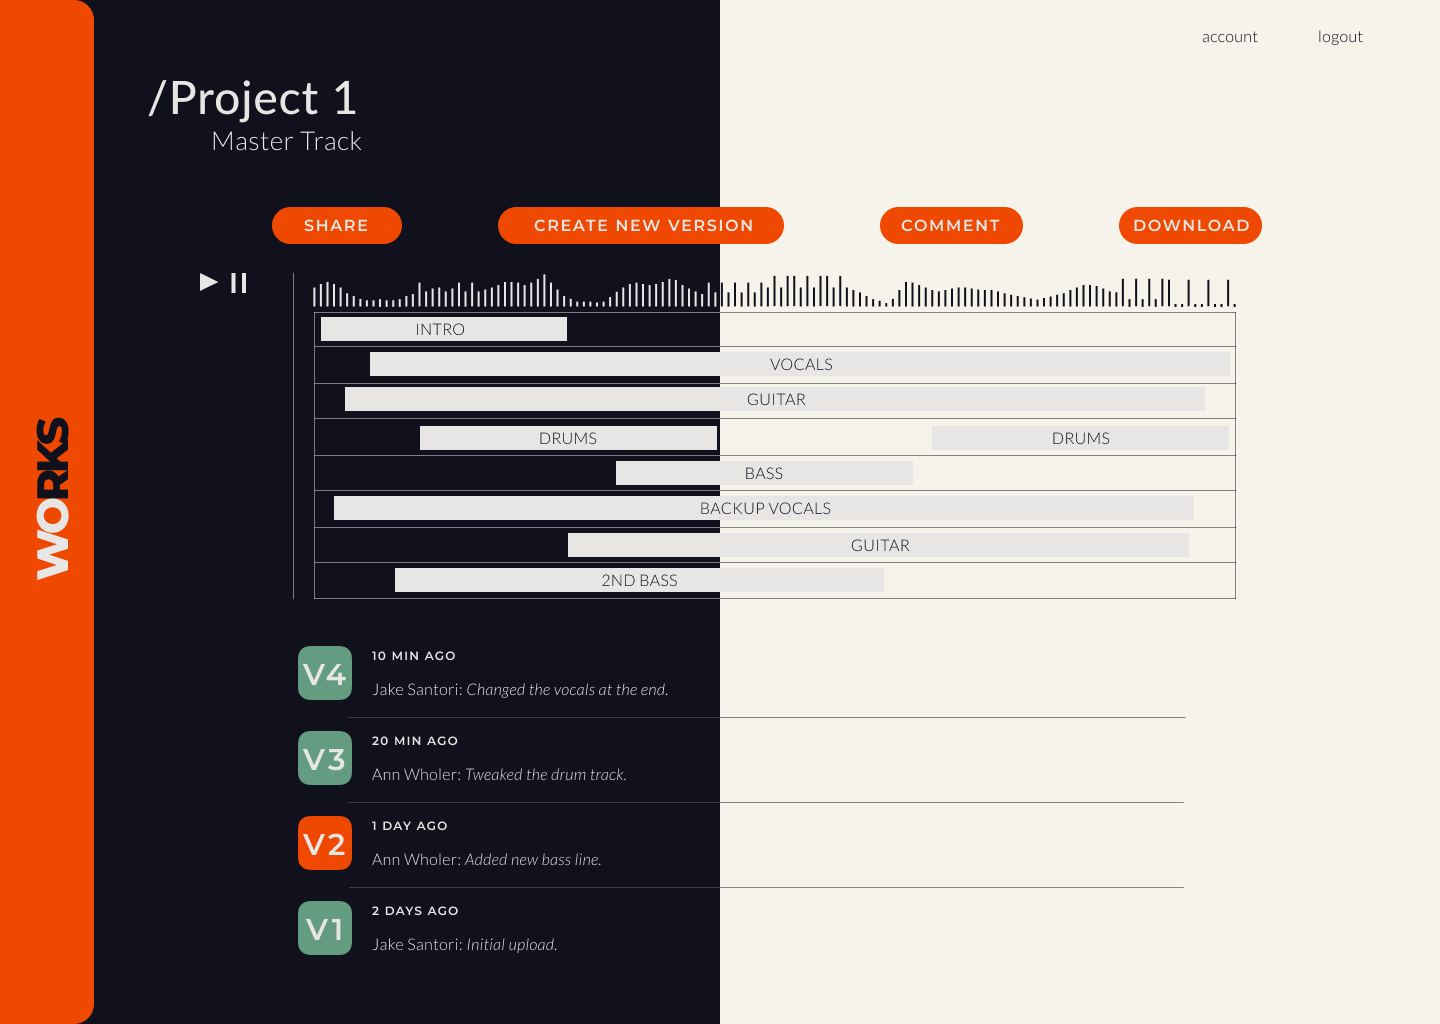 account logout
/Project 1
Master Track
SHARE CREATE NEW VERSION COMMENT DOWNLOAD
INTRO
VOCALS
GUITAR
DRUMS DRUMS
BASS
BACKUP VOCALS
GUITAR
2ND BASS
WORKS
V4 10 MIN AGO
Jake Santori: Changed the vocals at the end.
V3 20 MIN AGO
Ann Wholer: Tweaked the drum track.
V2 1 DAY AGO
Ann Wholer: Added new bass line.
V1 2 DAYS AGO
Jake Santori: Initial upload.